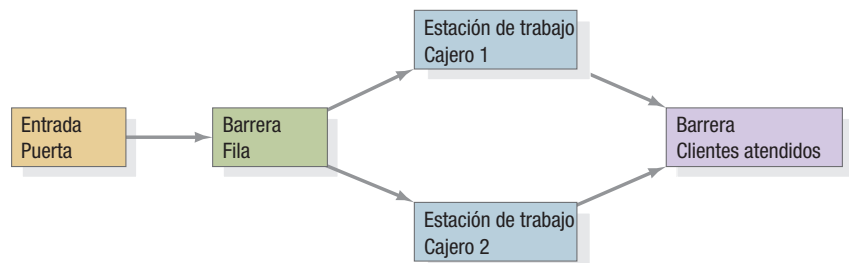 Entrada
Puerta
Barrera
Fila
Estación de trabajo
Cajero 1
Estación de trabajo
Cajero 2
Barrera
Clientes atendidos